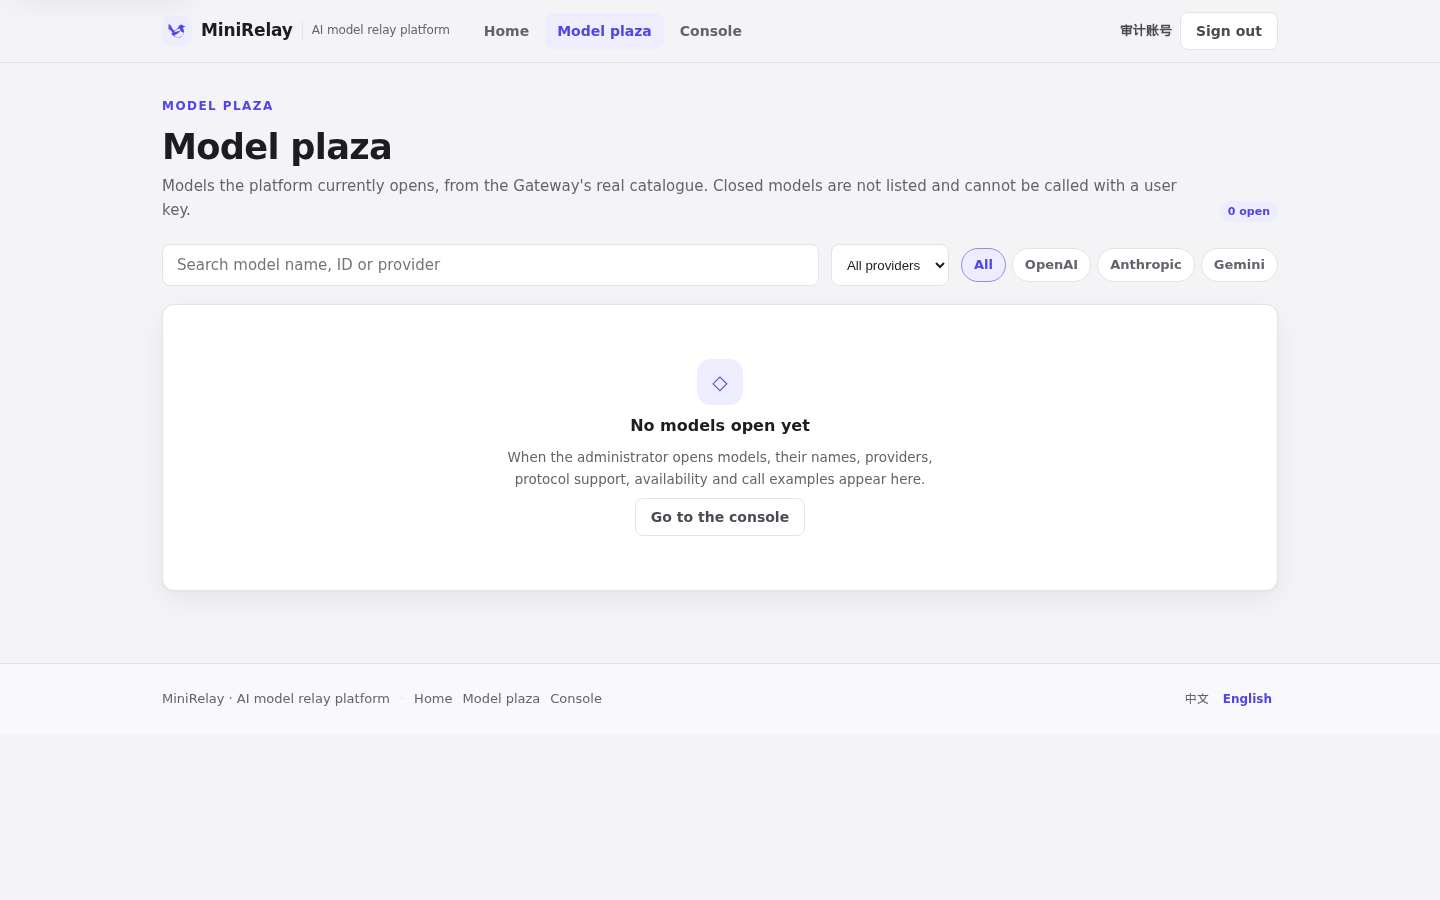 MiniRelay
AI model relay platform
Home
Model plaza
Console
审计账号
Sign out
MODEL PLAZA
Model plaza
Models the platform currently opens, from the Gateway's real catalogue. Closed models are not listed and cannot be called with a user
key.
0 open
Search model name, ID or provider
All providers
All
OpenAI
Anthropic
Gemini
No models open yet
When the administrator opens models, their names, providers,
protocol support, availability and call examples appear here.
Go to the console
MiniRelay · AI model relay platform · Home Model plaza Console
中文 English